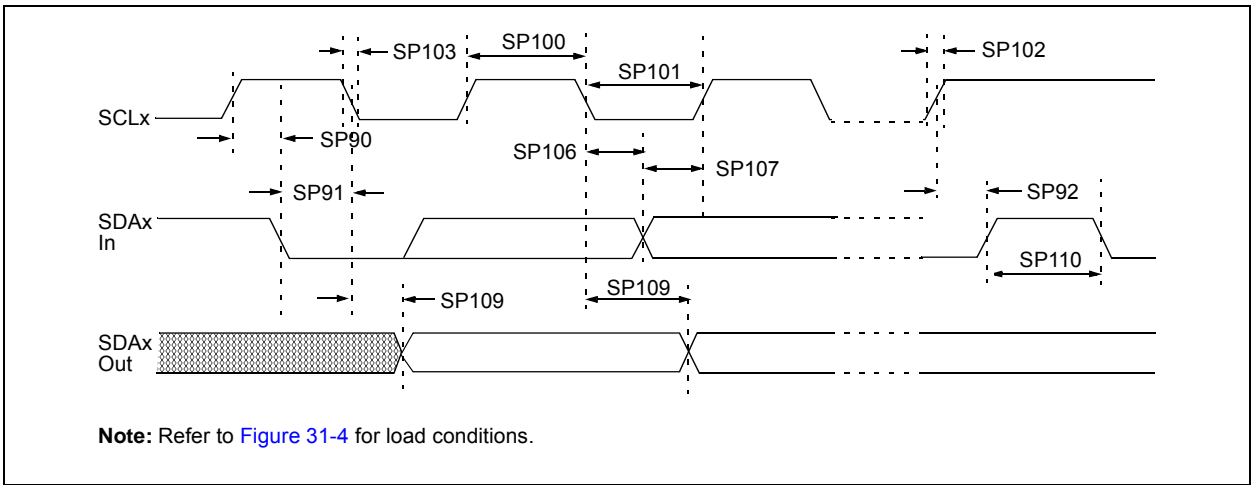 SP103
SP100
SP101
SP102
SCLx
SP90
SP106
SP107
SP91
SP92
SDAx
In
SP110
SP109
SP109
SDAx
Out
Note: Refer to Figure 31-4 for load conditions.